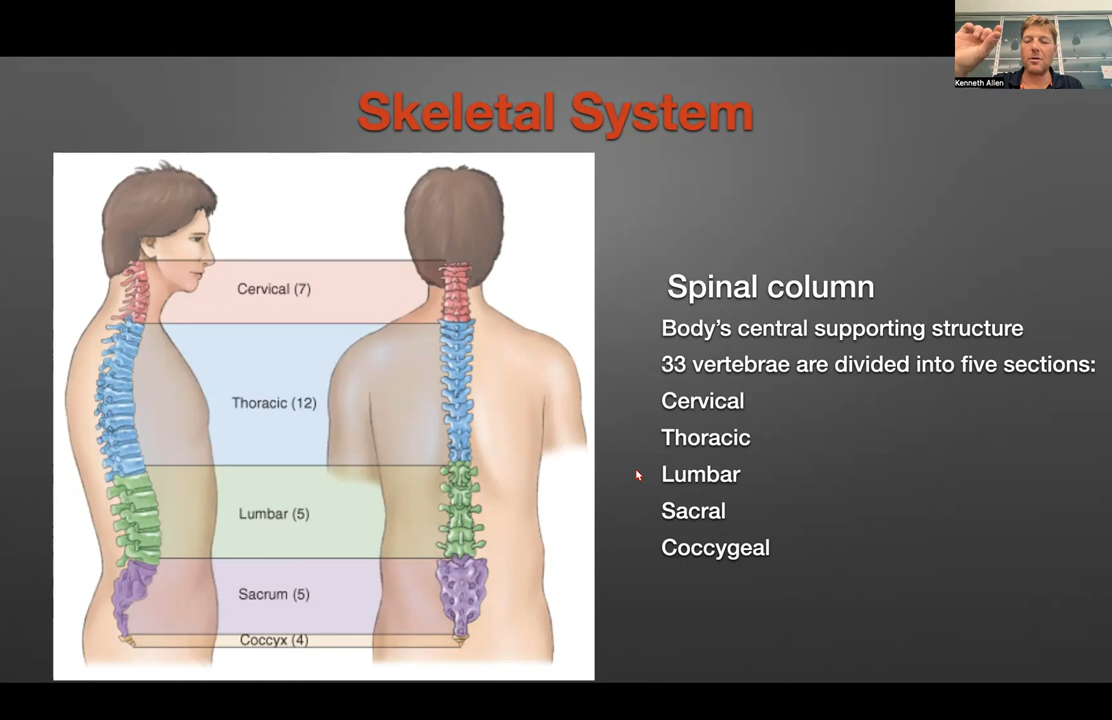 Kenneth Allen
Skeletal System
Cervical (7)
Thoracic (12)
Lumbar (5)
Sacrum (5)
Coccyx (4)
Spinal column
Body's central supporting structure
33 vertebrae are divided into five sections:
Cervical
Thoracic
Lumbar
Sacral
Coccygeal